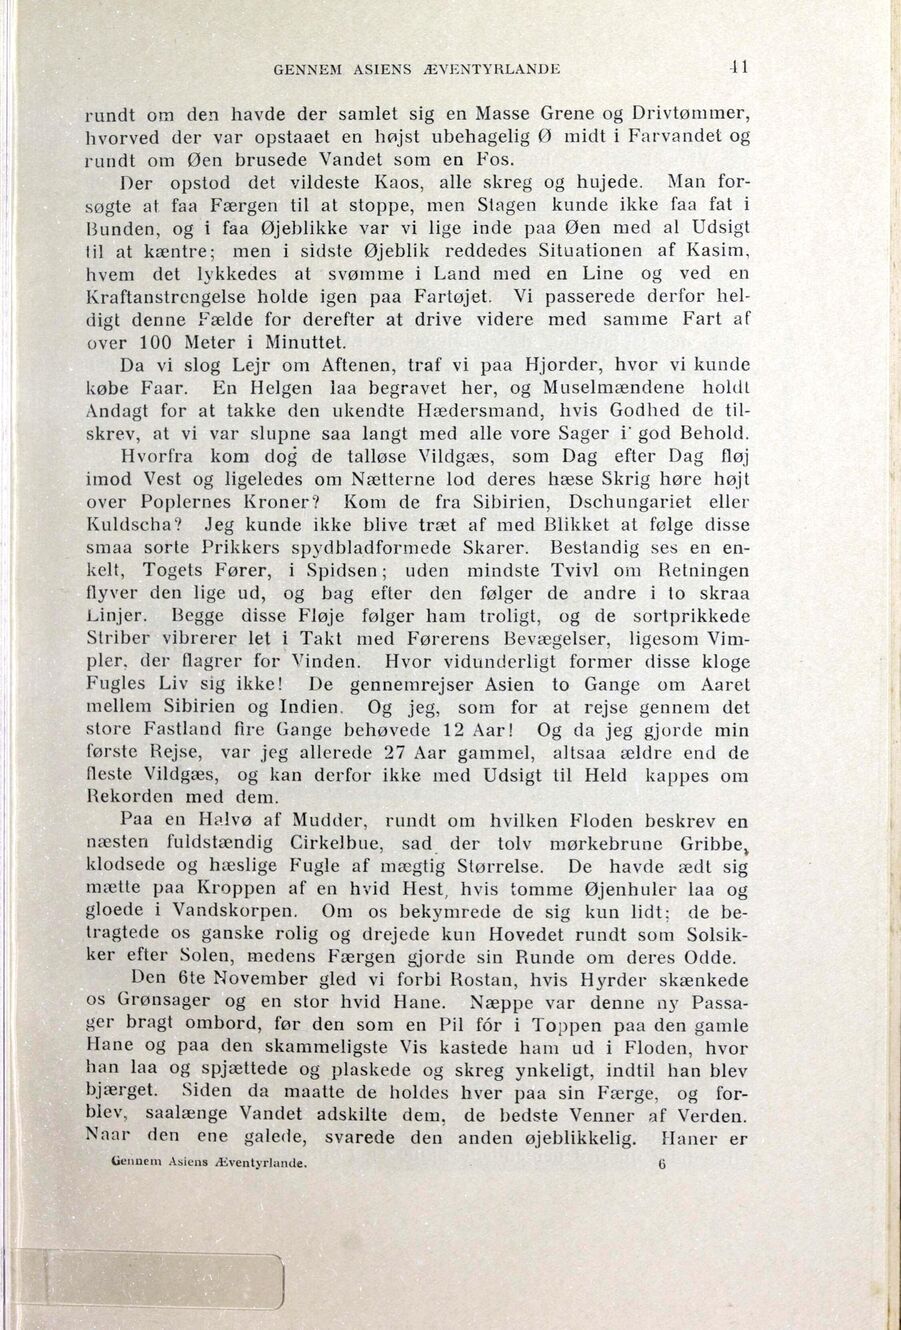 GENNEM ASIENS ÆVENTYRLANDE 41
rundt om den havde der samlet sig en Masse Grene og Drivtømmer,
hvorved der var opstaaet en højst ubehagelig Ø midt i Farvandet og
rundt om Øen brusede Vandet som en Fos.
Der opstod det vildeste Kaos, alle skreg og hujede. Man for-
søgte at faa Færgen til at stoppe, men Stagen kunde ikke faa fat i
Bunden, og i faa Øjeblikke var vi lige inde paa Øen med al Udsigt
til at kæntre; men i sidste Øjeblik reddedes Situationen af Kasim,
hvem det lykkedes at svømme i Land med en Line og ved en
Kraftanstrengelse holde igen paa Fartøjet. Vi passerede derfor hel-
digt denne Fælde for derefter at drive videre med samme Fart af
over 100 Meter i Minuttet.
Da vi slog Lejr om Aftenen, traf vi paa Hjorder, hvor vi kunde
købe Faar. En Helgen laa begravet her, og Muselmændene holdt
Andagt for at takke den ukendte Hædersmand, hvis Godhed de til-
skrev, at vi var slupne saa langt med alle vore Sager i god Behold.
Hvorfra kom dog de talløse Vildgæs, som Dag efter Dag fløj
imod Vest og ligeledes om Nætterne lod deres hæse Skrig høre højt
over Poplernes Kroner? Kom de fra Sibirien, Dschungariet eller
Kuldscha? Jeg kunde ikke blive træt af med Blikket at følge disse
smaa sorte Prikkers spydbladformede Skarer. Bestandig ses en en-
kelt, Togets Fører, i Spidsen; uden mindste Tvivl om Retningen
flyver den lige ud, og bag efter den følger de andre i to skraa
Linjer. Begge disse Fløje følger ham troligt, og de sortprikkede
Striber vibrerer let i Takt med Førerens Bevægelser, ligesom Vim-
pler, der flagrer for Vinden. Hvor vidunderligt former disse kloge
Fugles Liv sig ikke! De gennemrejser Asien to Gange om Aaret
mellem Sibirien og Indien. Og jeg, som for at rejse gennem det
store Fastland fire Gange behøvede 12 Aar! Og da jeg gjorde min
første Rejse, var jeg allerede 27 Aar gammel, altsaa ældre end de
fleste Vildgæs, og kan derfor ikke med Udsigt til Held kappes om
Rekorden med dem.
Paa en Halvø af Mudder, rundt om hvilken Floden beskrev en
næsten fuldstændig Cirkelbue, sad der tolv mørkebrune Gribbe,
klodsede og hæslige Fugle af mægtig Størrelse. De havde ædt sig
mætte paa Kroppen af en hvid Hest, hvis tomme Øjenhuler laa og
gloede i Vandskorpen. Om os bekymrede de sig kun lidt; de be-
tragtede os ganske rolig og drejede kun Hovedet rundt som Solsik-
ker efter Solen, medens Færgen gjorde sin Runde om deres Odde.
Den 6te November gled vi forbi Rostan, hvis Hyrder skænkede
os Grønsager og en stor hvid Hane. Næppe var denne ny Passa-
ger bragt ombord, før den som en Pil fór i Toppen paa den gamle
Hane og paa den skammeligste Vis kastede ham ud i Floden, hvor
han laa og spjættede og plaskede og skreg ynkeligt, indtil han blev
bjærget. Siden da maatte de holdes hver paa sin Færge, og for-
blev, saalænge Vandet adskilte dem, de bedste Venner af Verden.
Naar den ene galede, svarede den anden øjeblikkelig. Haner er
Gennem Asiens Æventyrlande. 6